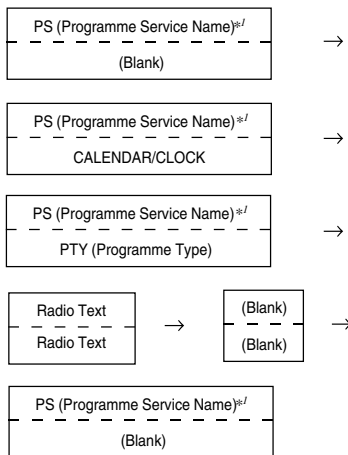 PS (Programme Service Name)*1
(Blank)
→
PS (Programme Service Name)*1
CALENDAR/CLOCK
→
PS (Programme Service Name)*1
PTY (Programme Type)
→
Radio Text
Radio Text
→
(Blank)
(Blank)
→
PS (Programme Service Name)*1
(Blank)